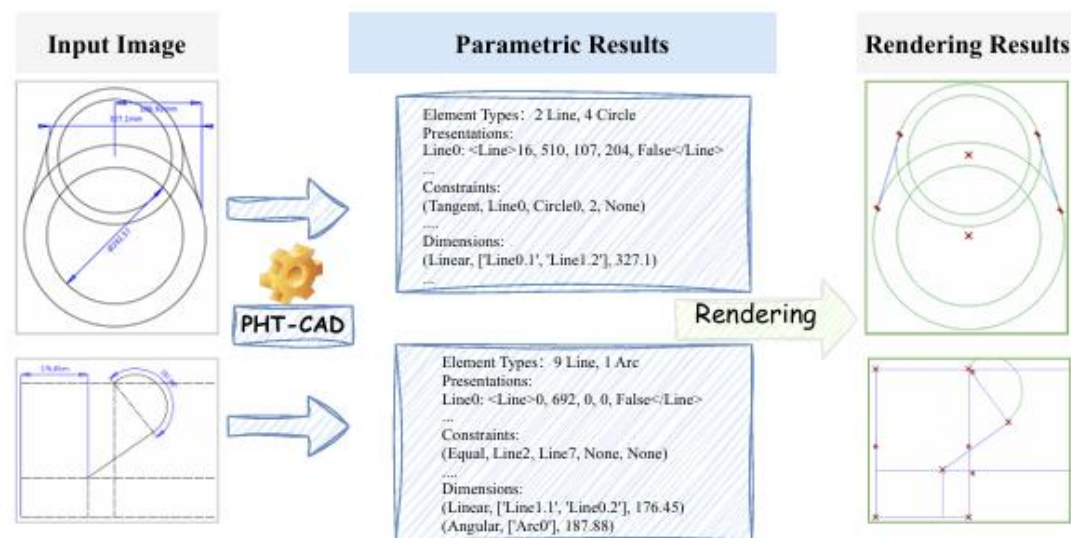 Input Image
Parametric Results
Rendering Results
327.1mm
Element Types: 2 Line, 4 Circle
Presentations:
Line0: <Line>16, 510, 107, 204, False</Line>
...
Constraints:
(Tangent, Line0, Circle0, 2, None)
....
Dimensions:
(Linear, ['Line0.1', 'Line1.2'], 327.1)
...
PHT-CAD
Rendering
Element Types: 9 Line, 1 Arc
Presentations:
Line0: <Line>0, 692, 0, 0, False</Line>
...
Constraints:
(Equal, Line2, Line7, None, None)
....
Dimensions:
(Linear, ['Line1.1', 'Line0.2'], 176.45)
(Angular, ['Arc0'], 187.88)